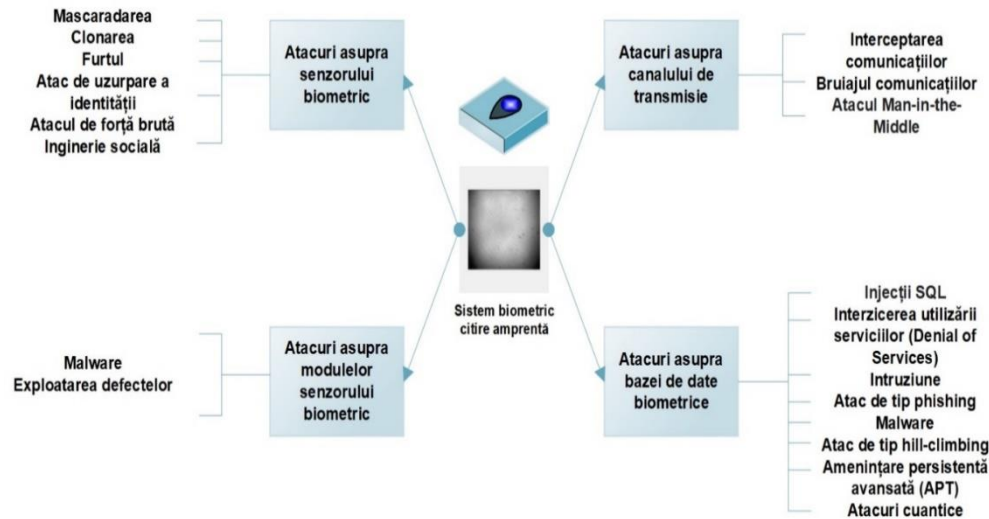 Mascaradarea
Clonarea
Furtul
Atac de uzurpare a
identității
Atacul de forță brută
Inginerie socială
Atacuri asupra
senzorului
biometric
Atacuri asupra
canalului de
transmisie
Interceptarea
comunicațiilor
Bruiajul comunicațiilor
Atacul Man-in-the-
Middle
Sistem biometric
citire amprentă
Malware
Exploatarea defectelor
Atacuri asupra
modulelor
senzorului
biometric
Atacuri asupra
bazei de date
biometrice
Injecții SQL
Interzicerea utilizării
serviciilor (Denial of
Services)
Intruziune
Atac de tip phishing
Malware
Atac de tip hill-climbing
Amenințare persistentă
avansată (APT)
Atacuri cuantice